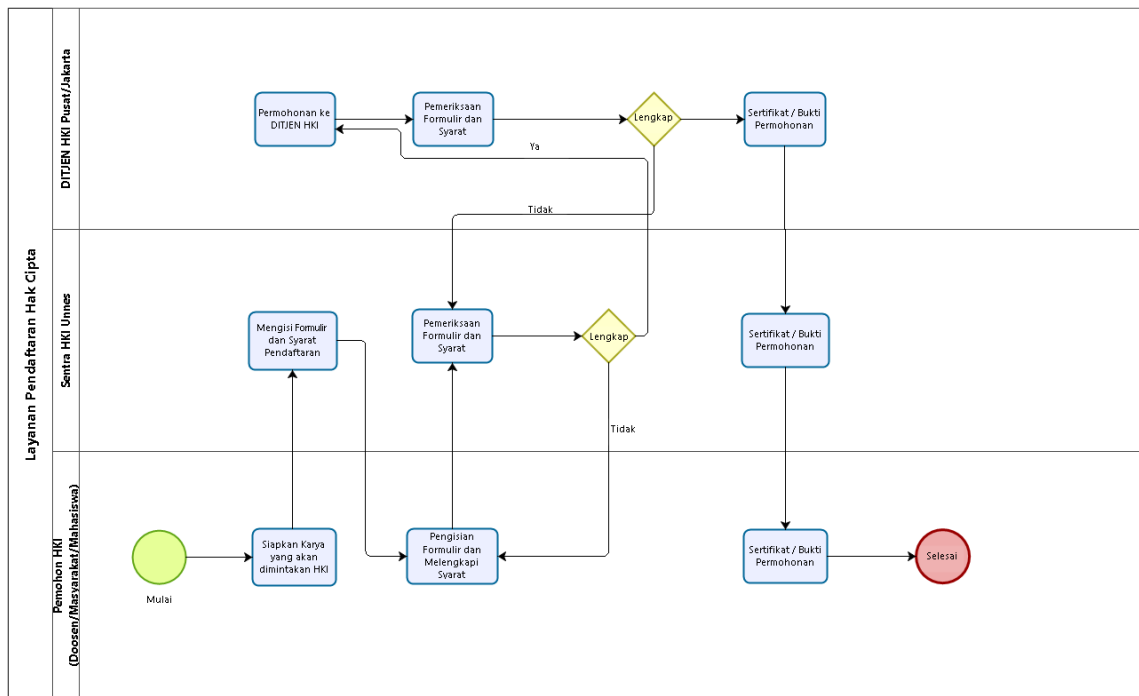 Layanan Pendaftaran Hak Cipta
DITJEN HKI Pusat/Jakarta
Permohonan ke
DITJEN HKI
Pemeriksaan
Formulir dan
Syarat
Lengkap
Sertifikat / Bukti
Permohonan
Ya
Tidak
Sentra HKI Unnes
Mengisi Formulir
dan Syarat
Pendaftaran
Pemeriksaan
Formulir dan
Syarat
Lengkap
Sertifikat / Bukti
Permohonan
Tidak
Pemohon HKI
(Doosen/Masyarakat/Mahasiswa)
Mulai
Siapkan Karya
yang akan
dimintakan HKI
Pengisian
Formulir dan
Melengkapi
Syarat
Sertifikat / Bukti
Permohonan
Selesai